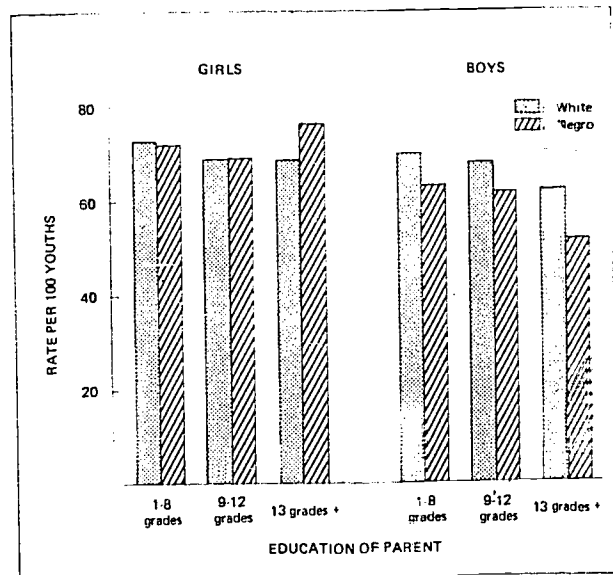 GIRLS
BOYS
White
Negro
80
60
40
20
RATE PER 100 YOUTHS
1-8 grades
9-12 grades
13 grades +
1-8 grades
9-12 grades
13 grades +
EDUCATION OF PARENT